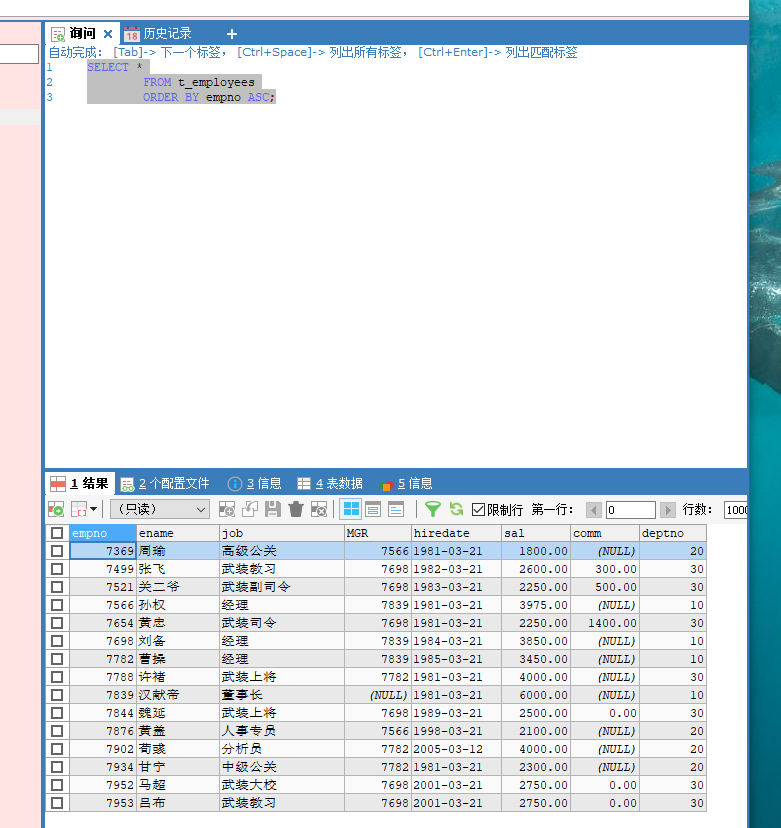 询问 × 历史记录 +
自动完成: [Tab]-> 下一个标签, [Ctrl+Space]-> 列出所有标签, [Ctrl+Enter]-> 列出匹配标签
1 SELECT *
2 FROM t_employees
3 ORDER BY empno ASC;
1 结果 2 个配置文件 3 信息 4 表数据 5 信息
(只读) 限制行 第一行: 0 行数: 1000
empno ename job MGR hiredate sal comm deptno
7369 周瑜 高级公关 7566 1981-03-21 1800.00 (NULL) 20
7499 张飞 武装教习 7698 1982-03-21 2600.00 300.00 30
7521 关二爷 武装副司令 7698 1983-03-21 2250.00 500.00 30
7566 孙权 经理 7839 1981-03-21 3975.00 (NULL) 10
7654 黄忠 武装司令 7698 1981-03-21 2250.00 1400.00 30
7698 刘备 经理 7839 1984-03-21 3850.00 (NULL) 10
7782 曹操 经理 7839 1985-03-21 3450.00 (NULL) 10
7788 许褚 武装上将 7782 1981-03-21 4000.00 (NULL) 30
7839 汉献帝 董事长 (NULL) 1981-03-21 6000.00 (NULL) 10
7844 魏延 武装上将 7698 1989-03-21 2500.00 0.00 30
7876 黄盖 人事专员 7566 1998-03-21 2100.00 (NULL) 20
7902 荀彧 分析员 7782 2005-03-12 4000.00 (NULL) 20
7934 甘宁 中级公关 7782 1981-03-21 2300.00 (NULL) 20
7952 马超 武装大校 7698 2001-03-21 2750.00 0.00 30
7953 吕布 武装教习 7698 2001-03-21 2750.00 0.00 30